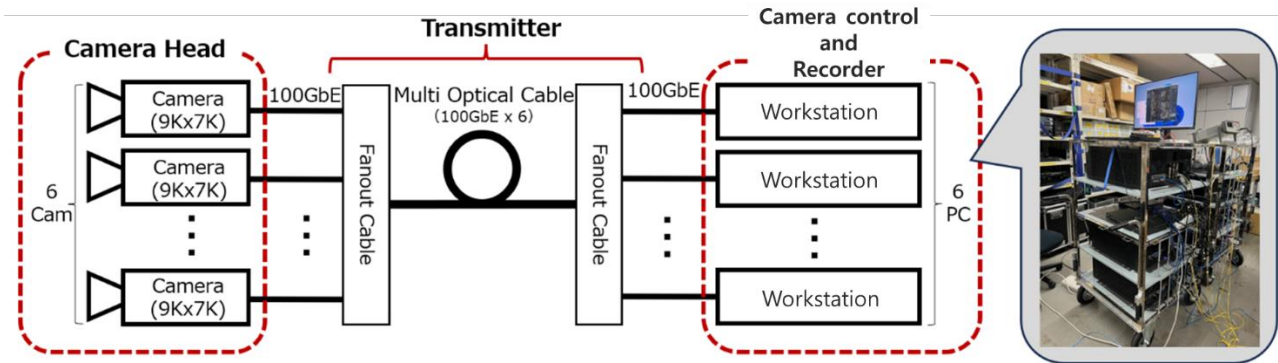 Camera Head
Transmitter
Camera control
and
Recorder
6
Cam
Camera
(9Kx7K)
Camera
(9Kx7K)
Camera
(9Kx7K)
100GbE
Fanout Cable
Multi Optical Cable
(100GbE x 6)
Fanout Cable
100GbE
Workstation
Workstation
Workstation
6
PC